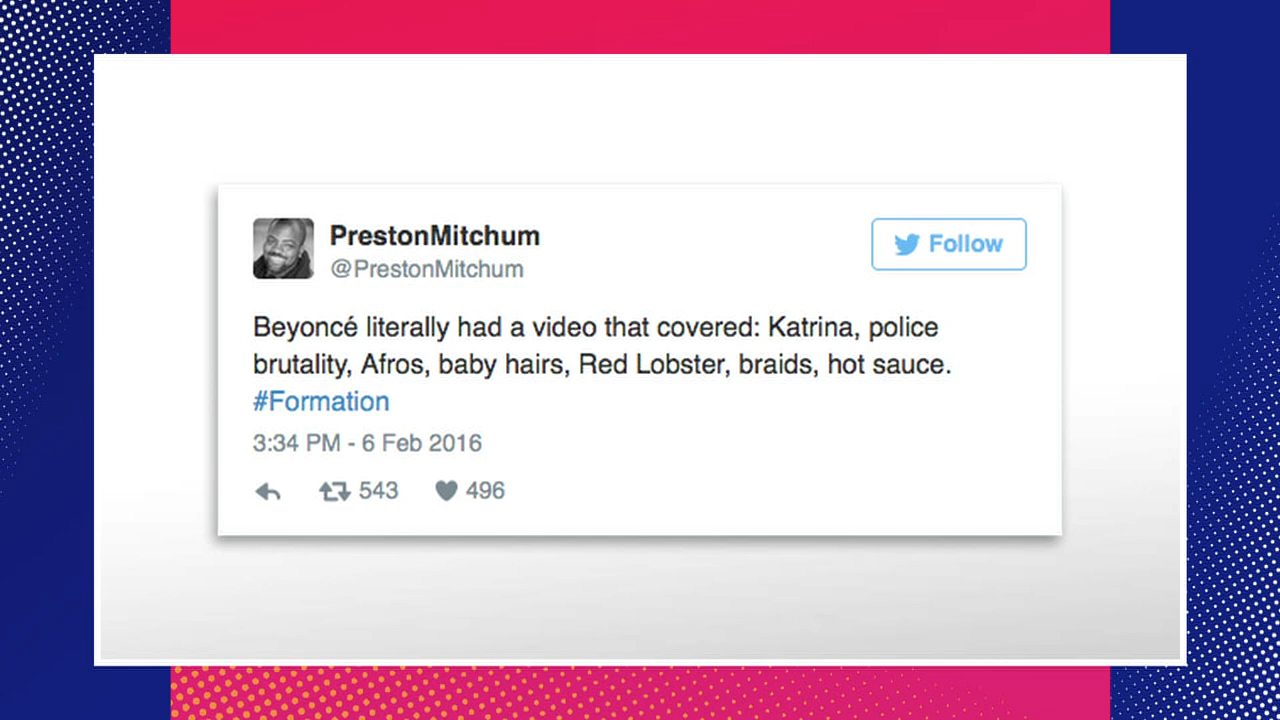 PrestonMitchum
@PrestonMitchum
Follow
Beyoncé literally had a video that covered: Katrina, police
brutality, Afros, baby hairs, Red Lobster, braids, hot sauce.
#Formation
3:34 PM - 6 Feb 2016
543 496